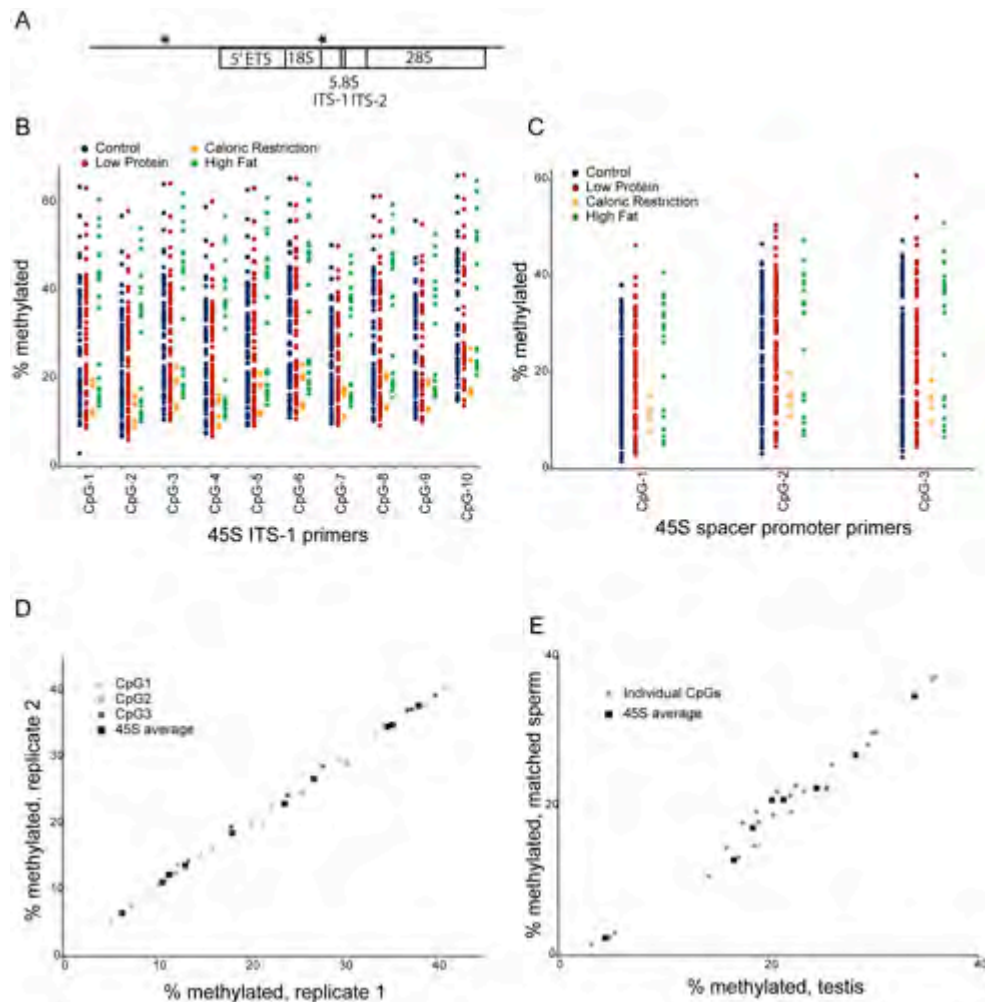 A
* *
5' ETS 18S 28S
5.8S
ITS-1 ITS-2
B
Control Caloric Restriction
Low Protein High Fat
% methylated
60
40
20
0
CpG-1 CpG-2 CpG-3 CpG-4 CpG-5 CpG-6 CpG-7 CpG-8 CpG-9 CpG-10
45S ITS-1 primers
C
Control
Low Protein
Caloric Restriction
High Fat
% methylated
60
40
20
0
CpG-1 CpG-2 CpG-3
45S spacer promoter primers
D
CpG1
CpG2
CpG3
45S average
% methylated, replicate 2
40
30
20
10
0
0 10 20 30 40
% methylated, replicate 1
E
Individual CpGs
45S average
% methylated, matched sperm
40
20
0
0 20 40
% methylated, testis